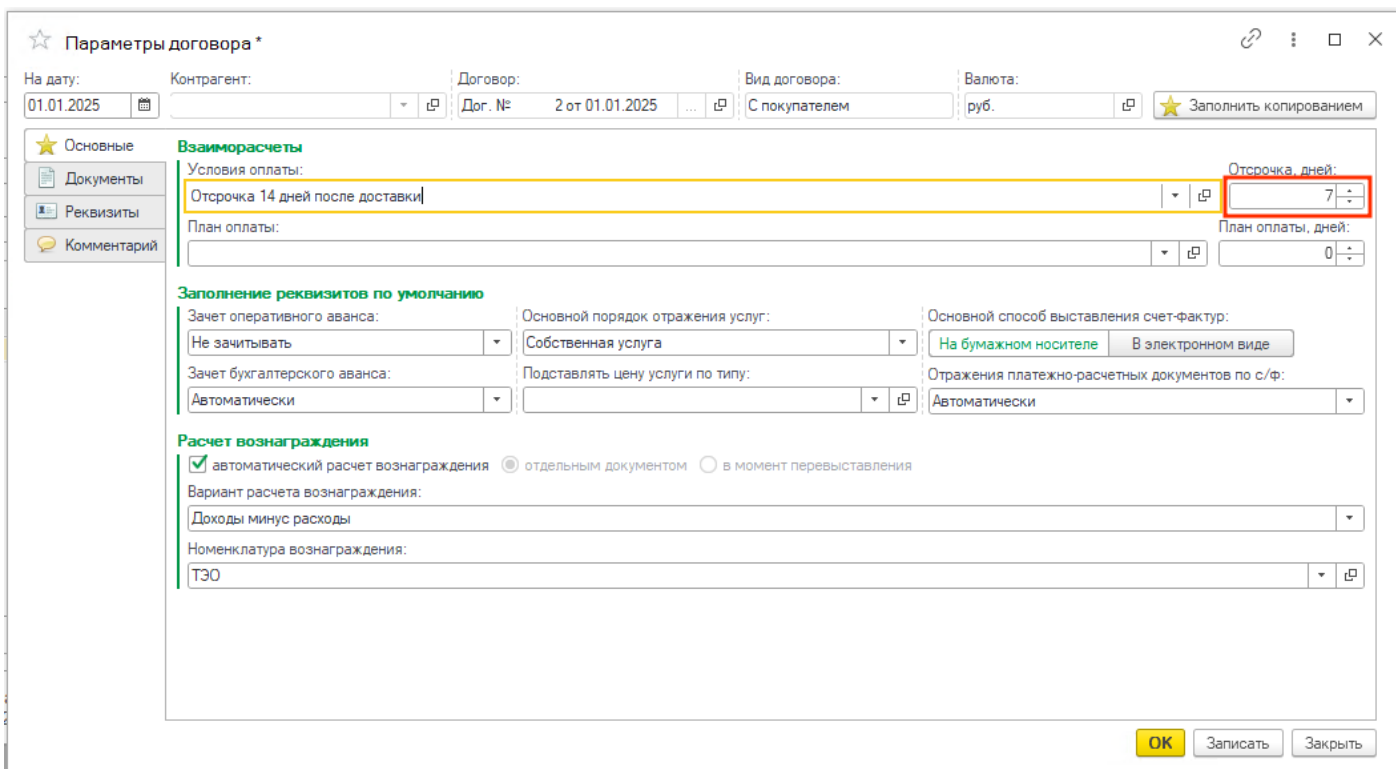 Параметры договора *
На дату: Контрагент: Договор: Вид договора: Валюта:
01.01.2025 Дог. № 2 от 01.01.2025 ... С покупателем руб. Заполнить копированием
Основные
Документы
Реквизиты
Комментарий
Взаиморасчеты
Условия оплаты: Отсрочка, дней:
Отсрочка 14 дней после доставки 7
План оплаты: План оплаты, дней:
0
Заполнение реквизитов по умолчанию
Зачет оперативного аванса: Основной порядок отражения услуг: Основной способ выставления счет-фактур:
Не зачитывать Собственная услуга На бумажном носителе В электронном виде
Зачет бухгалтерского аванса: Подставлять цену услуги по типу: Отражения платежно-расчетных документов по с/ф:
Автоматически Автоматически
Расчет вознаграждения
автоматический расчет вознаграждения отдельным документом в момент перевыставления
Вариант расчета вознаграждения:
Доходы минус расходы
Номенклатура вознаграждения:
ТЭО
ОК Записать Закрыть